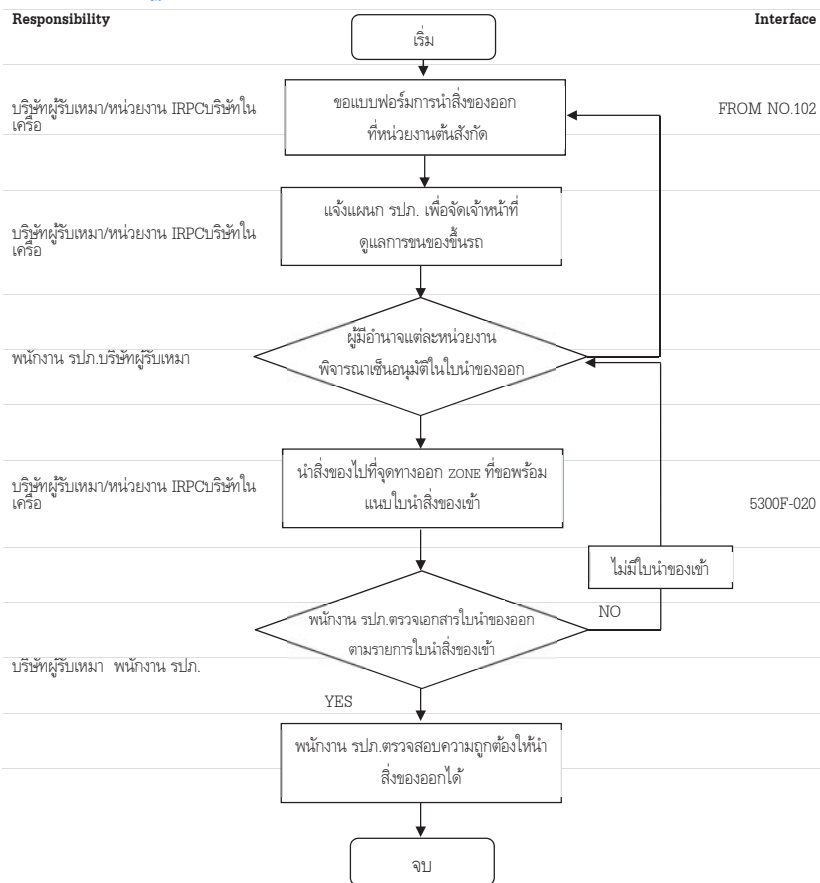 Responsibility
Interface
เริ่ม
บริษัทผู้รับเหมา/หน่วยงาน IRPCบริษัทใน
เครือ
ขอแบบฟอร์มการนำสิ่งของออก
ที่หน่วยงานต้นสังกัด
FROM NO.102
บริษัทผู้รับเหมา/หน่วยงาน IRPCบริษัทใน
เครือ
แจ้งแผนก รปภ. เพื่อจัดเจ้าหน้าที่
ดูแลการขนของขึ้นรถ
พนักงาน รปภ.บริษัทผู้รับเหมา
ผู้มีอำนาจแต่ละหน่วยงาน
พิจารณาเซ็นอนุมัติในใบนำของออก
บริษัทผู้รับเหมา/หน่วยงาน IRPCบริษัทใน
เครือ
นำสิ่งของไปที่จุดทางออก ZONE ที่ขอพร้อม
แนบใบนำสิ่งของเข้า
5300F-020
ไม่มีใบนำของเข้า
NO
พนักงาน รปภ.ตรวจเอกสารใบนำของออก
ตามรายการใบนำสิ่งของเข้า
บริษัทผู้รับเหมา พนักงาน รปภ.
YES
พนักงาน รปภ.ตรวจสอบความถูกต้องให้นำ
สิ่งของออกได้
จบ